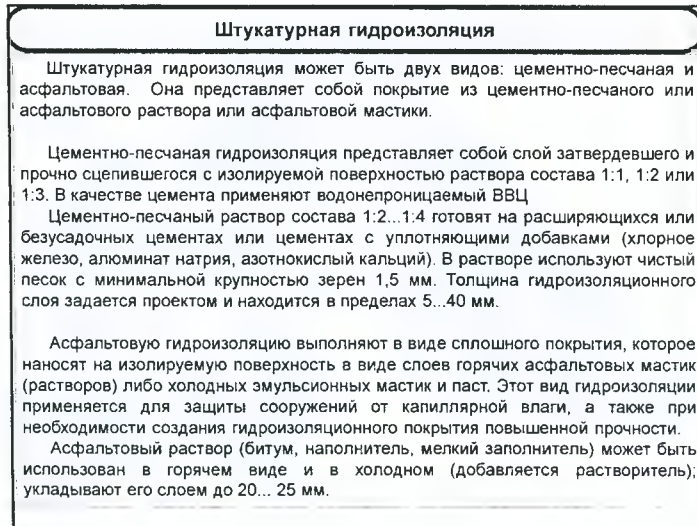 Штукатурная гидроизоляция
Штукатурная гидроизоляция может быть двух видов: цементно-песчаная и
асфальтовая. Она представляет собой покрытие из цементно-песчаного или
асфальтового раствора или асфальтовой мастики.
Цементно-песчаная гидроизоляция представляет собой слой затвердевшего и
прочно сцепившегося с изолируемой поверхностью раствора состава 1:1, 1:2 или
1:3. В качестве цемента применяют водонепроницаемый ВВЦ
Цементно-песчаный раствор состава 1:2...1:4 готовят на расширяющихся или
безусадочных цементах или цементах с уплотняющими добавками (хлорное
железо, алюминат натрия, азотнокислый кальций). В растворе используют чистый
песок с минимальной крупностью зерен 1,5 мм. Толщина гидроизоляционного
слоя задается проектом и находится в пределах 5...40 мм.
Асфальтовую гидроизоляцию выполняют в виде сплошного покрытия, которое
наносят на изолируемую поверхность в виде слоев горячих асфальтовых мастик
(растворов) либо холодных эмульсионных мастик и паст. Этот вид гидроизоляции
применяется для защиты сооружений от капиллярной влаги, а также при
необходимости создания гидроизоляционного покрытия повышенной прочности.
Асфальтовый раствор (битум, наполнитель, мелкий заполнитель) может быть
использован в горячем виде и в холодном (добавляется растворитель);
укладывают его слоем до 20... 25 мм.